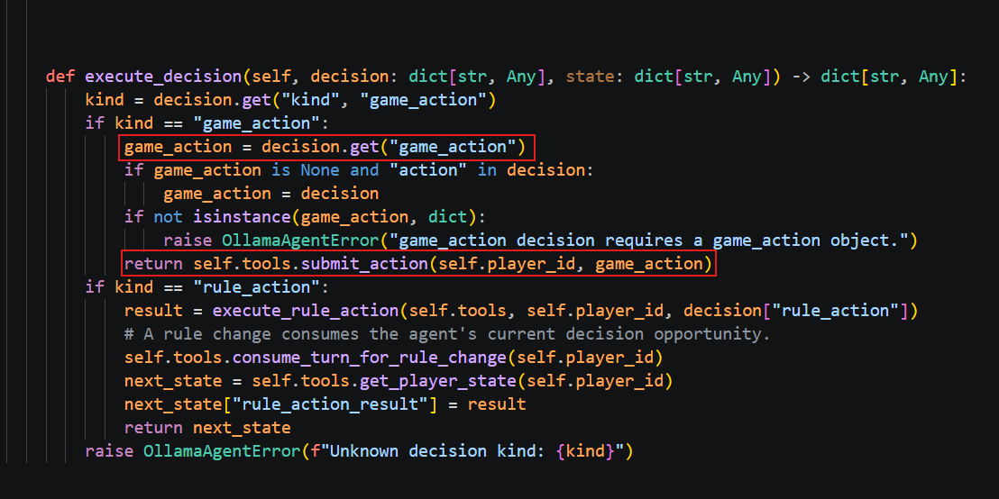 def execute_decision(self, decision: dict[str, Any], state: dict[str, Any]) -> dict[str, Any]:
    kind = decision.get("kind", "game_action")
    if kind == "game_action":
        game_action = decision.get("game_action")
        if game_action is None and "action" in decision:
            game_action = decision
        if not isinstance(game_action, dict):
            raise OllamaAgentError("game_action decision requires a game_action object.")
        return self.tools.submit_action(self.player_id, game_action)
    if kind == "rule_action":
        result = execute_rule_action(self.tools, self.player_id, decision["rule_action"])
        # A rule change consumes the agent's current decision opportunity.
        self.tools.consume_turn_for_rule_change(self.player_id)
        next_state = self.tools.get_player_state(self.player_id)
        next_state["rule_action_result"] = result
        return next_state
    raise OllamaAgentError(f"Unknown decision kind: {kind}")